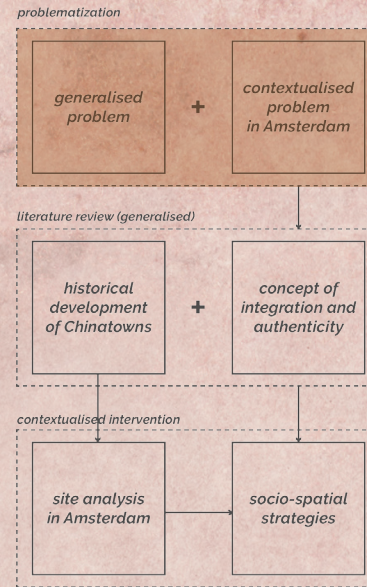 problematization
generalised
problem
+
contextualised
problem
in Amsterdam
literature review (generalised)
historical
development
of Chinatowns
+
concept of
integration and
authenticity
contextualised intervention
site analysis
in Amsterdam
socio-spatial
strategies